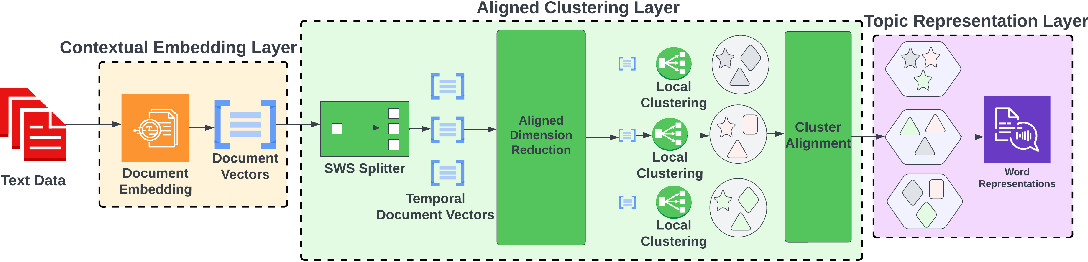 Aligned Clustering Layer
Topic Representation Layer
Contextual Embedding Layer
Text Data
Document
Embedding
Document
Vectors
SWS Splitter
Temporal
Document Vectors
Aligned
Dimension
Reduction
Local
Clustering
Local
Clustering
Local
Clustering
Cluster
Alignment
Word
Representations